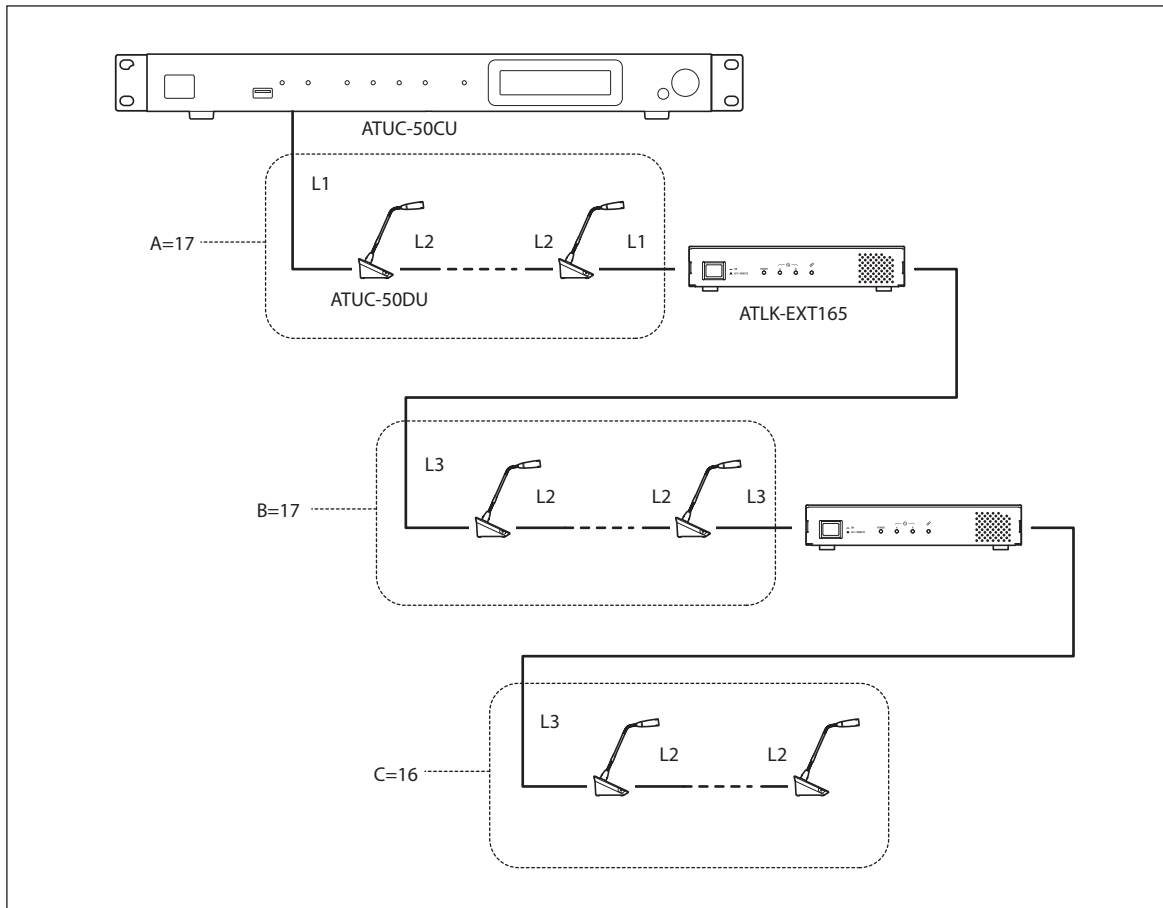 ATUC-50CU
L1
A=17
L2
L2
L1
ATUC-50DU
ATLK-EXT165
L3
B=17
L2
L2
L3
L3
C=16
L2
L2